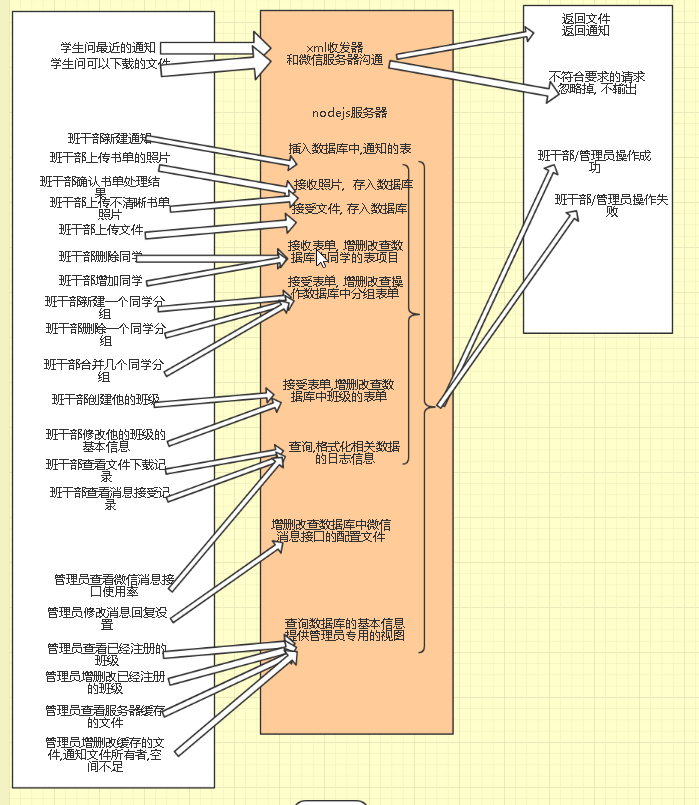 学生问最近的通知
学生问可以下载的文件
班干部新建通知
班干部上传书单的照片
班干部确认书单处理结
果
班干部上传不清晰书单
照片
班干部上传文件
班干部删除同学
班干部增加同学
班干部新建一个同学分
组
班干部删除一个同学分
组
班干部合并几个同学分
组
班干部创建他的班级
班干部修改他的班级的
基本信息
班干部查看文件下载记
录
班干部查看消息接受记
录
管理员查看微信消息接
口使用率
管理员修改消息回复设
置
管理员查看已经注册的
班级
管理员增删改已经注册
的班级
管理员查看服务器缓存
的文件
管理员增删改缓存的文
件,通知文件所有者,空
间不足
xml收发器
和微信服务器沟通
nodejs服务器
插入数据库中,通知的表
接收照片, 存入数据库
接受文件, 存入数据库
接收表单, 增删改查数
据库中同学的表项目
接受表单, 增删改查操
作数据库中分组表单
接受表单,增删改查数
据库中班级的表单
查询,格式化相关数据
的日志信息
增删改查数据库中微信
消息接口的配置文件
查询数据库的基本信息
提供管理员专用的视图
返回文件
返回通知
不符合要求的请求
忽略掉, 不输出
班干部/管理员操作成
功
班干部/管理员操作失
败